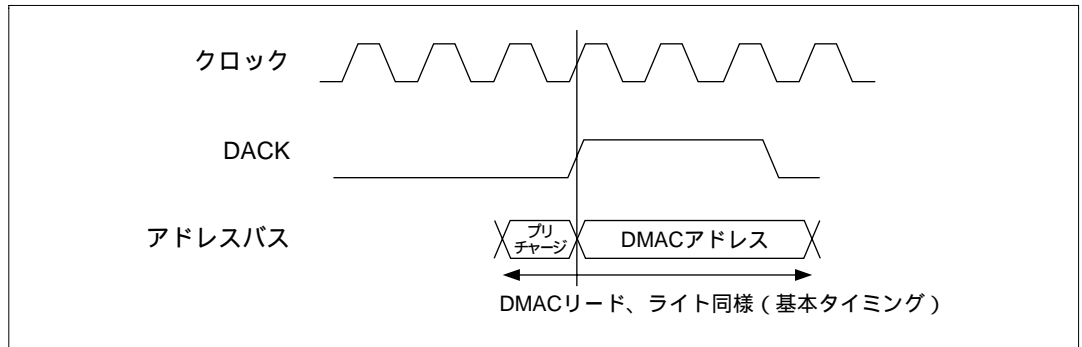 クロック
DACK
アドレスバス
プリ
チャージ
DMACアドレス
DMACリード、ライト同様(基本タイミング)